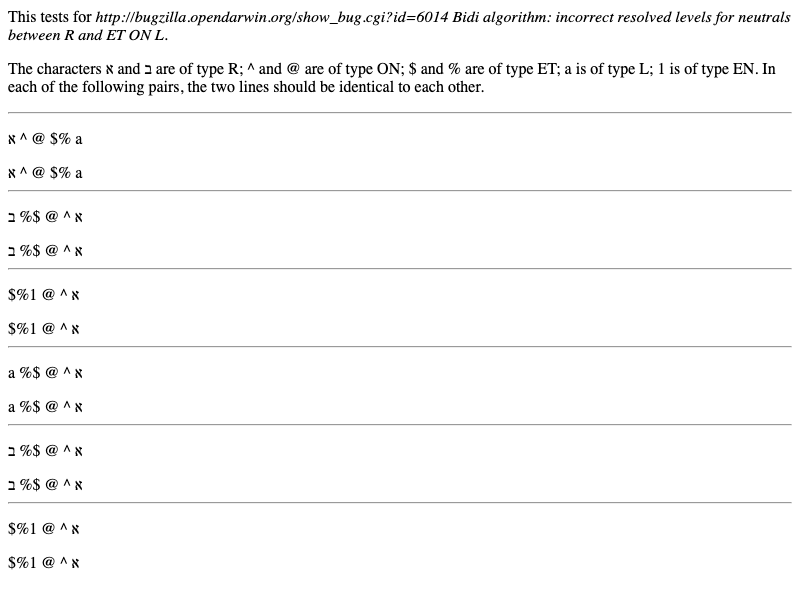 This tests for http://bugzilla.opendarwin.org/show_bug.cgi?id=6014 Bidi algorithm: incorrect resolved levels for neutrals
between R and ET ON L.
The characters א and ב are of type R; ^ and @ are of type ON; $ and % are of type ET; a is of type L; 1 is of type EN. In
each of the following pairs, the two lines should be identical to each other.
א ^ @ $% a
א ^ @ $% a
א ^ @ $% ב
א ^ @ $% ב
א ^ @ $%1
א ^ @ $%1
a %$ @ ^ א
a %$ @ ^ א
א ^ @ $% ב
א ^ @ $% ב
א ^ @ $%1
א ^ @ $%1